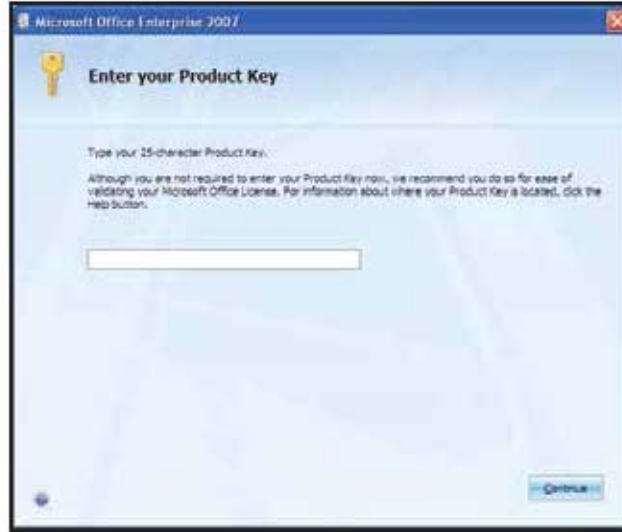 Microsoft Office Enterprise 2007
Enter your Product Key
Type your 25-character Product Key.
Although you are not required to enter your Product Key now, we recommend you do so for ease of
validating your Microsoft Office License. For information about where your Product Key is located, click the
Help button.
Continue